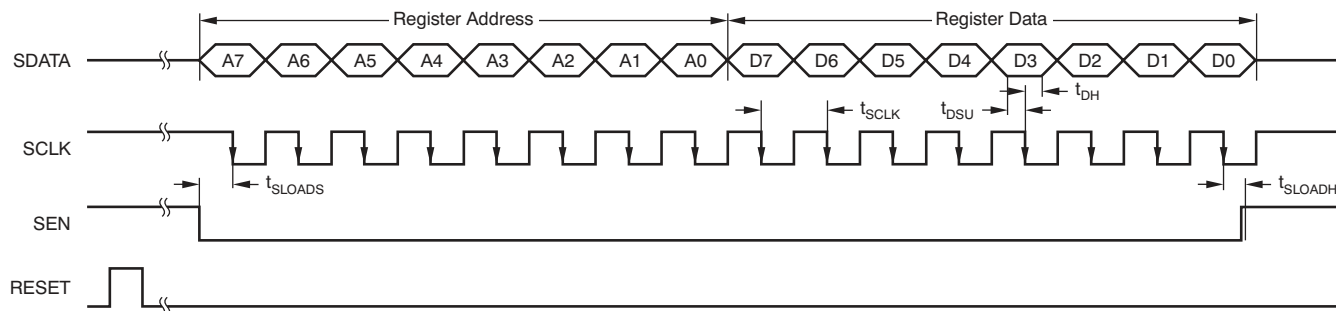 Register Address Register Data
SDATA A7 A6 A5 A4 A3 A2 A1 A0 D7 D6 D5 D4 D3 D2 D1 D0
tSCLK tDSU tDH
SCLK
tSLOADS tSLOADH
SEN
RESET